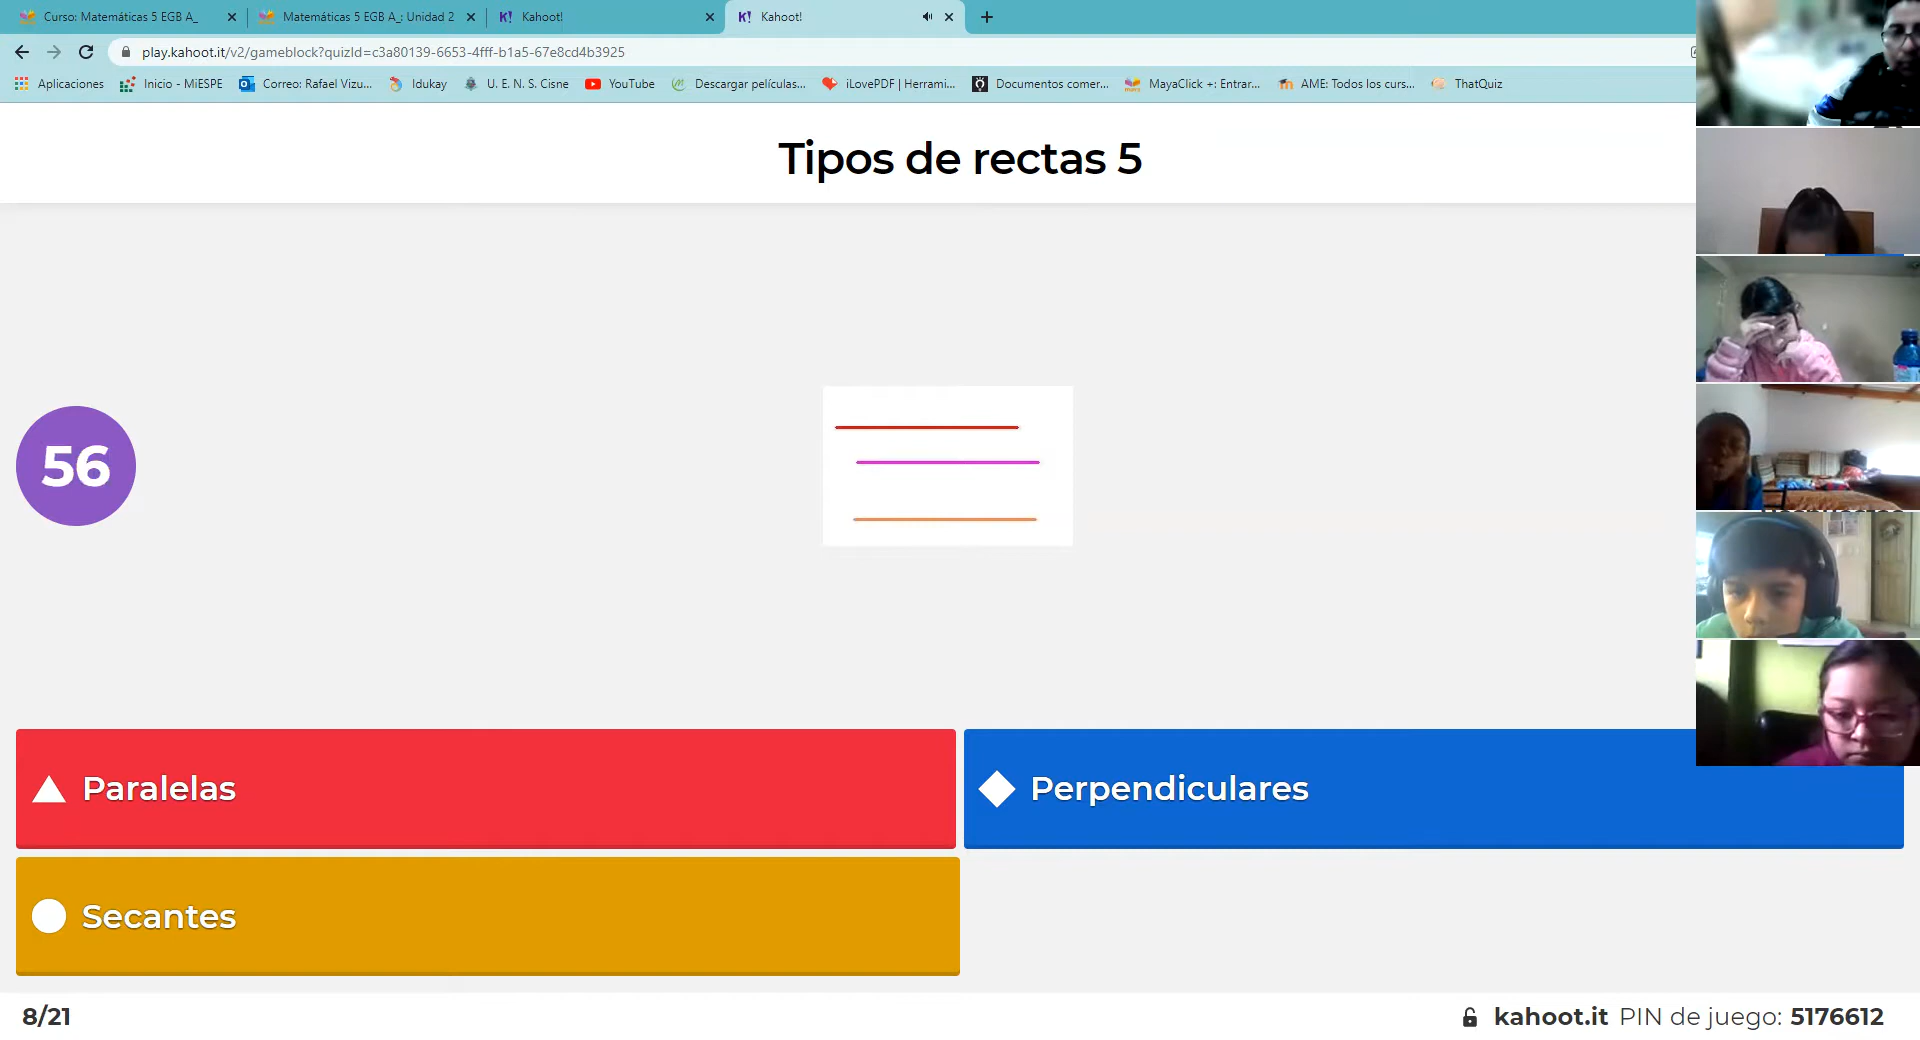 Curso: Matemáticas 5 EGB A_
Matemáticas 5 EGB A_: Unidad 2
K! Kahoot!
K! Kahoot!
play.kahoot.it/v2/gameblock?quizId=c3a80139-6653-4fff-b1a5-67e8cd4b3925
Aplicaciones
Inicio - MiESPE
Correo: Rafael Vizu...
Idukay
U. E. N. S. Cisne
YouTube
Descargar películas...
iLovePDF | Herrami...
Documentos comer...
MayaClick +: Entrar...
AME: Todos los curs...
ThatQuiz
Tipos de rectas 5
56
Paralelas
Perpendiculares
Secantes
8/21
kahoot.it PIN de juego: 5176612